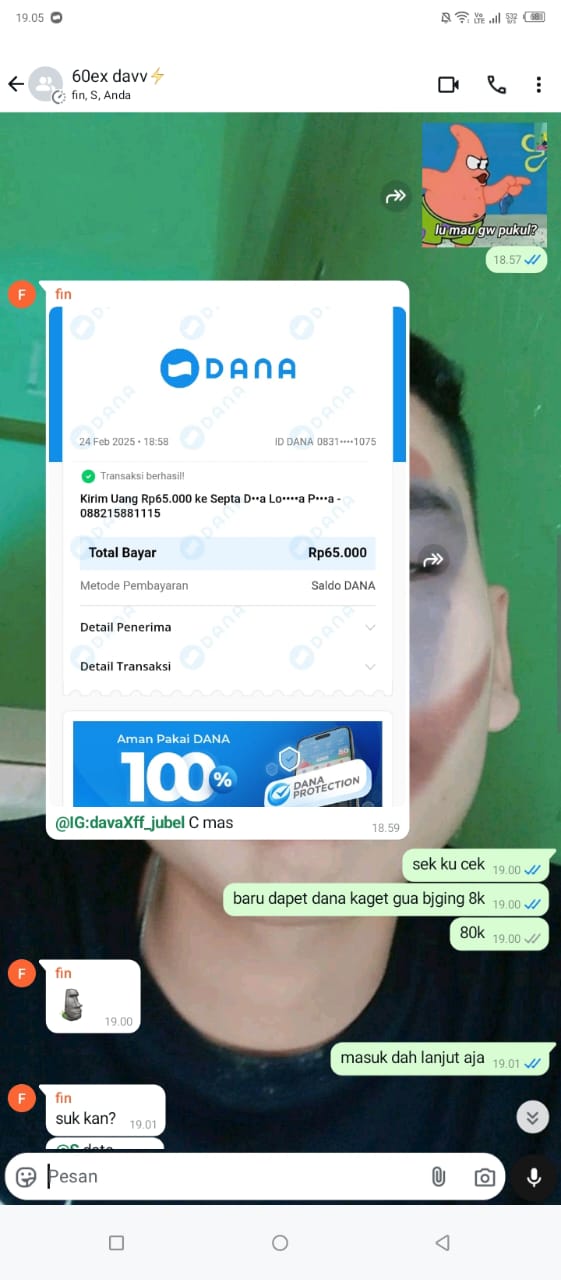 19.05
Vo
LTE
532
B/S
68
60ex davv⚡
fin, S, Anda
lu mau gw pukul?
18.57
F
fin
DANA
24 Feb 2025 • 18:58
ID DANA 0831••••1075
Transaksi berhasil!
Kirim Uang Rp65.000 ke Septa D••a Lo••••a P•••a -
088215881115
Total Bayar
Rp65.000
Metode Pembayaran
Saldo DANA
Detail Penerima
Detail Transaksi
Aman Pakai DANA
100%
DANA
PROTECTION
@IG:davaXff_jubel C mas
18.59
sek ku cek
19.00
baru dapet dana kaget gua bjging 8k
19.00
80k
19.00
F
fin
19.00
masuk dah lanjut aja
19.01
F
fin
suk kan?
19.01
Pesan